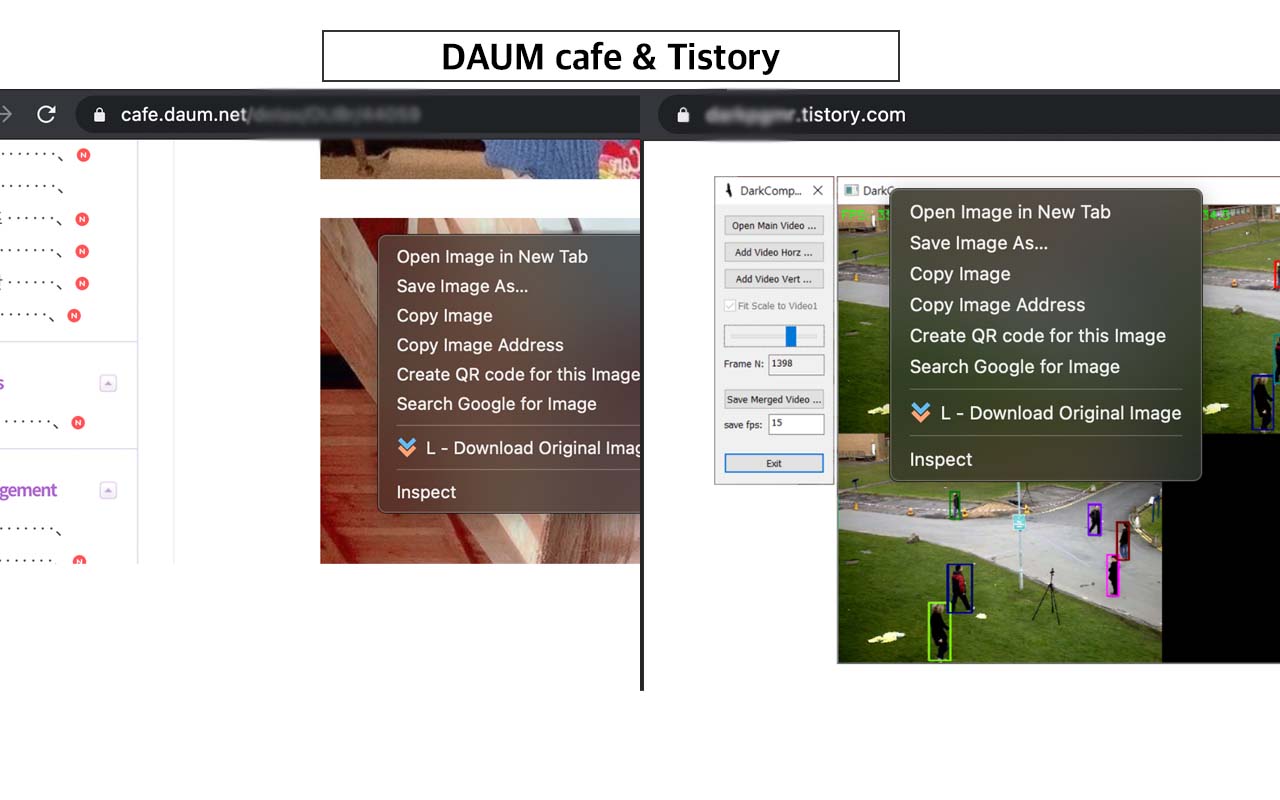 DAUM cafe & Tistory
cafe.daum.net/
.tistory.com
N
N
N
N
N
s
N
gement
N
Open Image in New Tab
Save Image As...
Copy Image
Copy Image Address
Create QR code for this Image
Search Google for Image
L - Download Original Imag
Inspect
DarkComp...
Open Main Video ...
Add Video Horz ...
Add Video Vert ...
Fit Scale to Video1
Frame N: 1398
Save Merged Video ...
save fps: 15
Exit
DarkC
Open Image in New Tab
Save Image As...
Copy Image
Copy Image Address
Create QR code for this Image
Search Google for Image
L - Download Original Image
Inspect